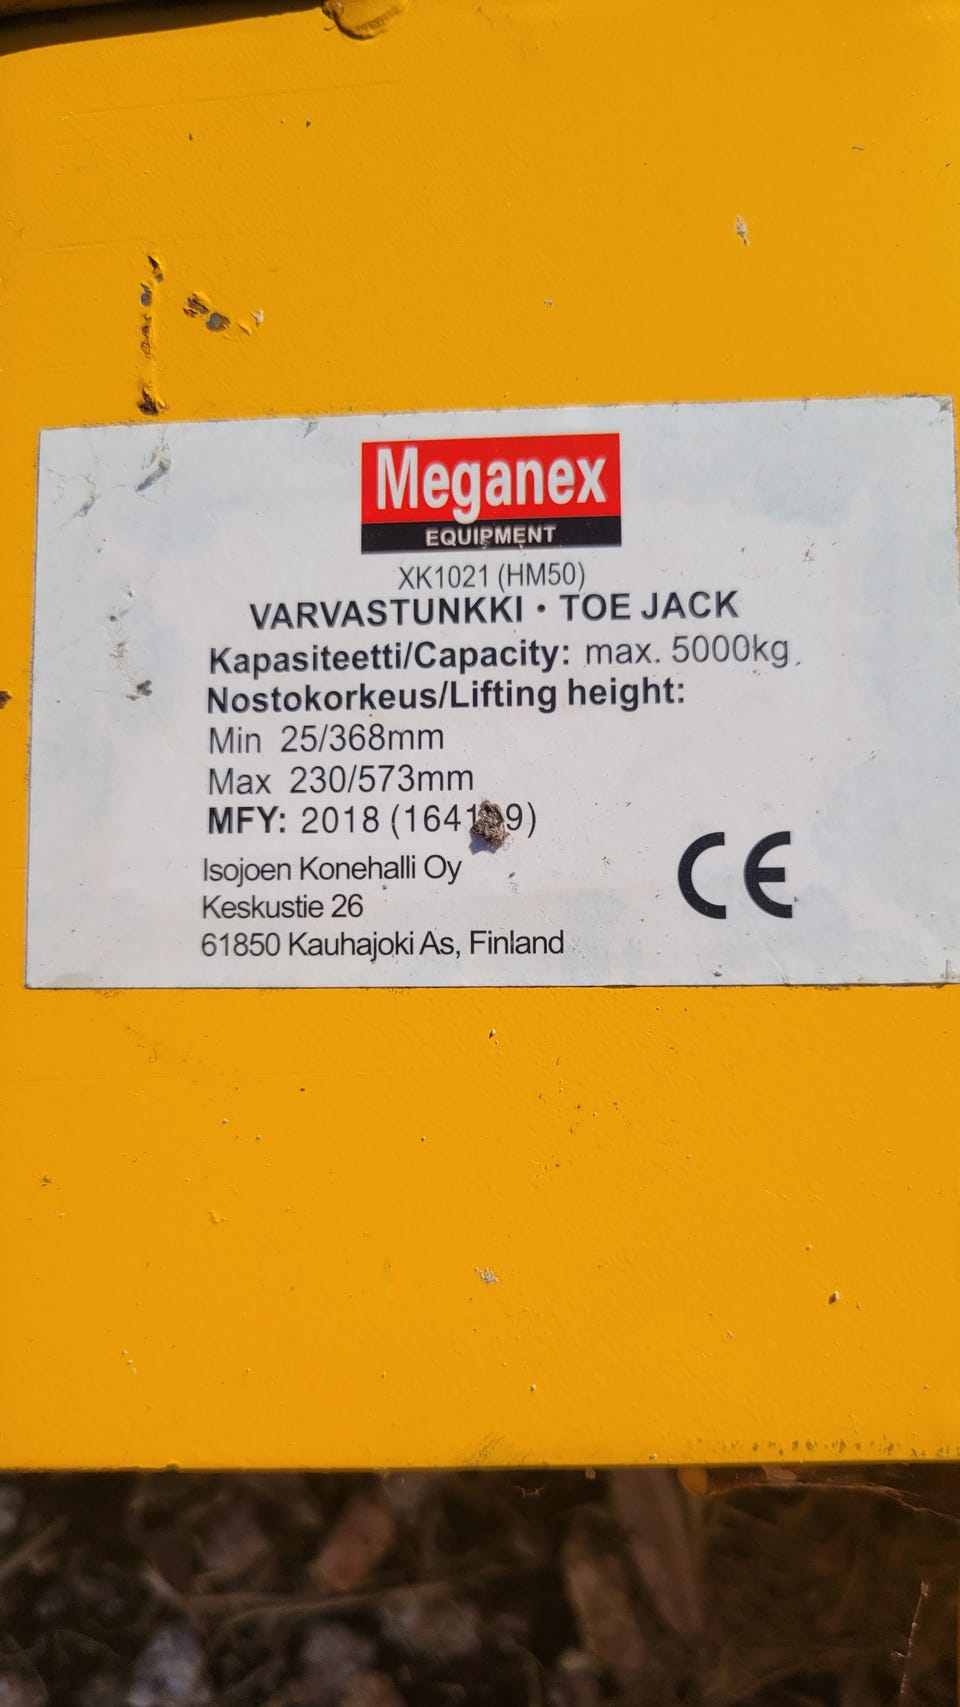 Meganex
EQUIPMENT
XK1021 (HM50)
VARVASTUNKKI • TOE JACK
Kapasiteetti/Capacity: max. 5000kg
Nostokorkeus/Lifting height:
Min 25/368mm
Max 230/573mm
MFY: 2018
Isojoen Konehalli Oy
Keskustie 26
61850 Kauhajoki As, Finland
CE